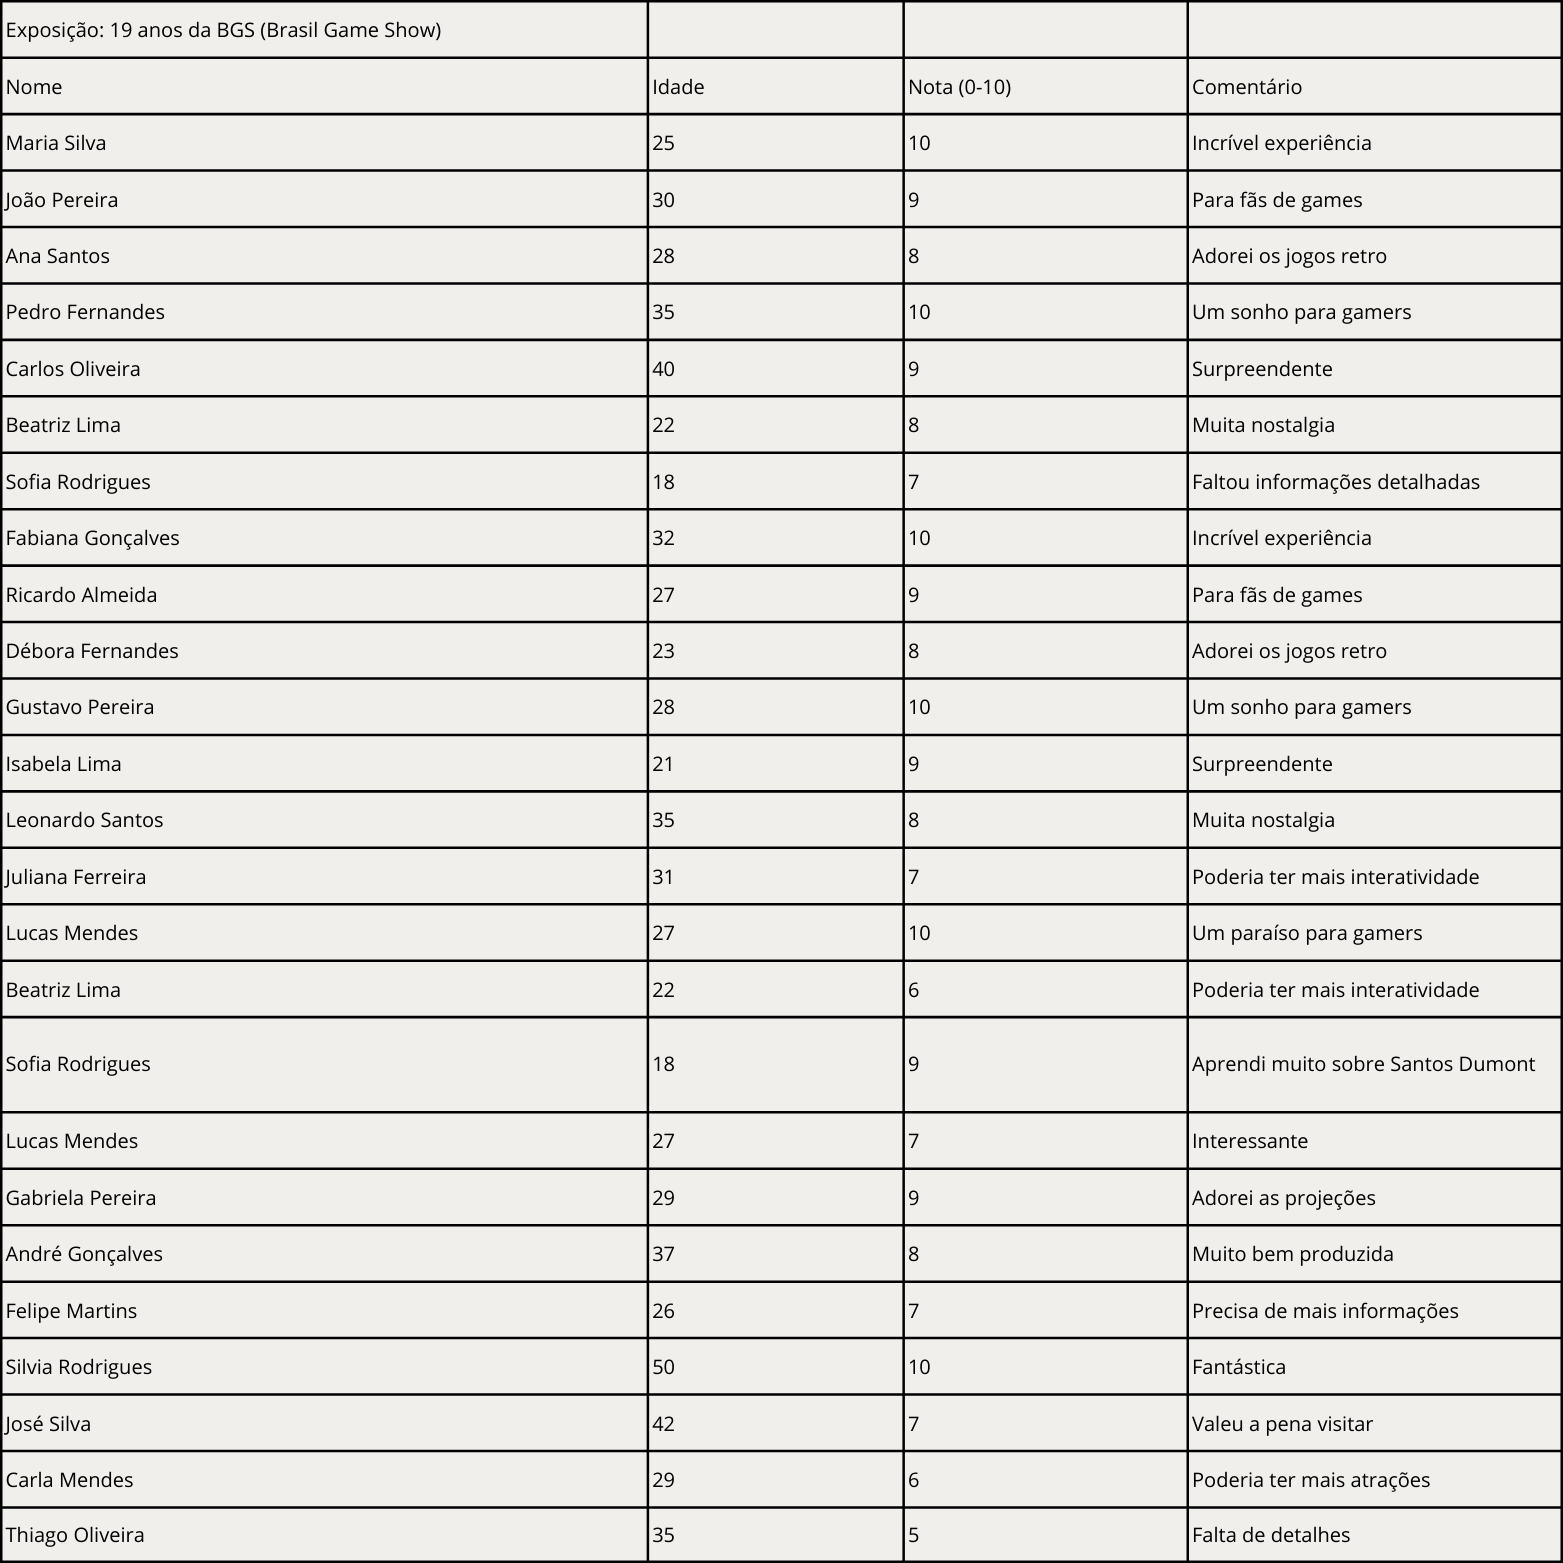 Exposição: 19 anos da BGS (Brasil Game Show)
Nome Idade Nota (0-10) Comentário
Maria Silva 25 10 Incrível experiência
João Pereira 30 9 Para fãs de games
Ana Santos 28 8 Adorei os jogos retro
Pedro Fernandes 35 10 Um sonho para gamers
Carlos Oliveira 40 9 Surpreendente
Beatriz Lima 22 8 Muita nostalgia
Sofia Rodrigues 18 7 Faltou informações detalhadas
Fabiana Gonçalves 32 10 Incrível experiência
Ricardo Almeida 27 9 Para fãs de games
Débora Fernandes 23 8 Adorei os jogos retro
Gustavo Pereira 28 10 Um sonho para gamers
Isabela Lima 21 9 Surpreendente
Leonardo Santos 35 8 Muita nostalgia
Juliana Ferreira 31 7 Poderia ter mais interatividade
Lucas Mendes 27 10 Um paraíso para gamers
Beatriz Lima 22 6 Poderia ter mais interatividade
Sofia Rodrigues 18 9 Aprendi muito sobre Santos Dumont
Lucas Mendes 27 7 Interessante
Gabriela Pereira 29 9 Adorei as projeções
André Gonçalves 37 8 Muito bem produzida
Felipe Martins 26 7 Precisa de mais informações
Silvia Rodrigues 50 10 Fantástica
José Silva 42 7 Valeu a pena visitar
Carla Mendes 29 6 Poderia ter mais atrações
Thiago Oliveira 35 5 Falta de detalhes